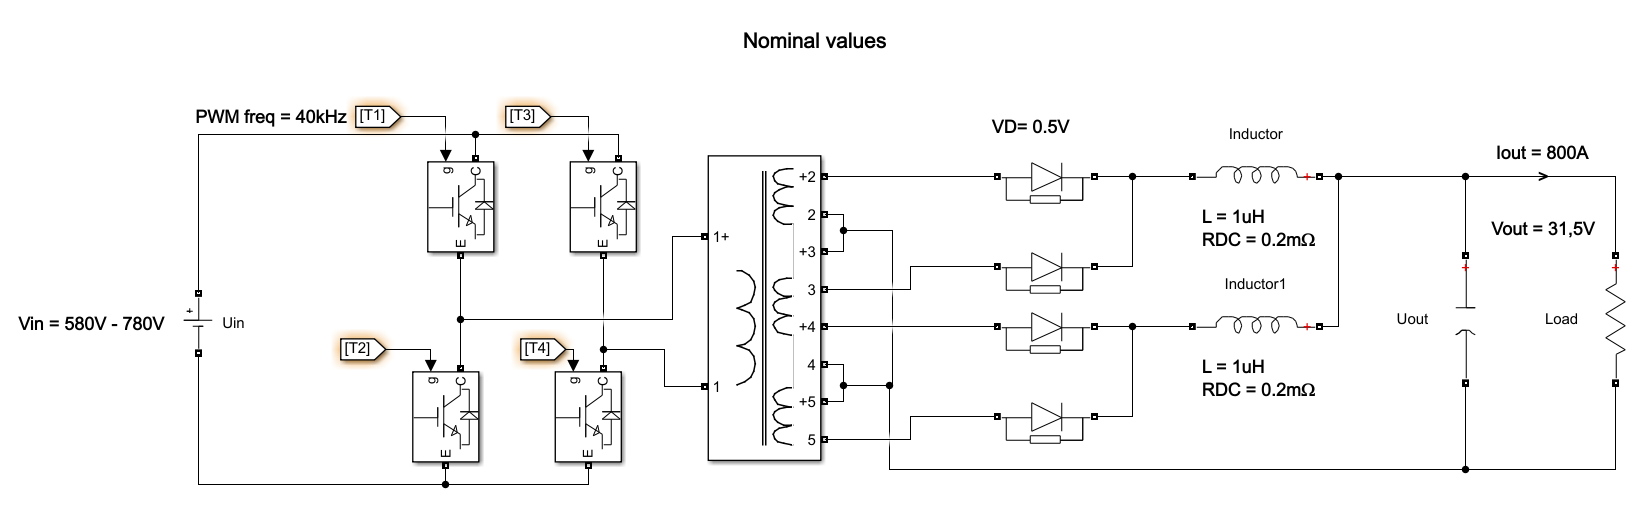 Nominal values
PWM freq = 40kHz
[T1]
[T3]
g
C
E
g
C
E
Vin = 580V - 780V
+
Uin
[T2]
[T4]
g
C
E
g
C
E
1+
1
+2
2
+3
3
+4
4
+5
5
VD= 0.5V
Inductor
+
L = 1uH
RDC = 0.2mΩ
Inductor1
+
L = 1uH
RDC = 0.2mΩ
Iout = 800A
Vout = 31,5V
+
+
Uout
Load